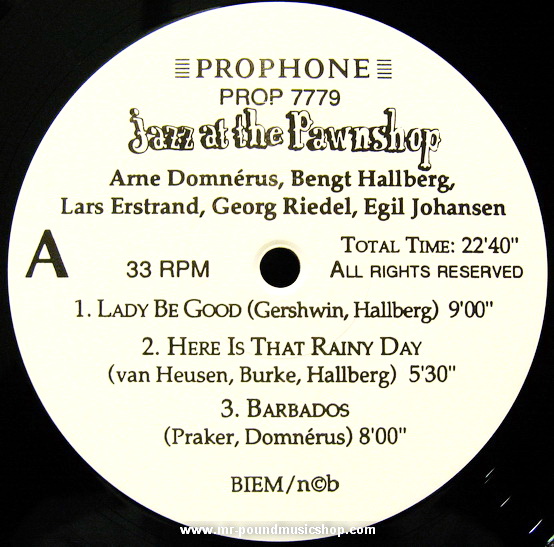 PROPHONE
PROP 7779
Jazz at the Pawnshop
Arne Domnérus, Bengt Hallberg,
Lars Erstrand, Georg Riedel, Egil Johansen
A
TOTAL TIME: 22'40"
33 RPM ALL RIGHTS RESERVED
1. LADY BE GOOD (Gershwin, Hallberg) 9'00"
2. HERE IS THAT RAINY DAY
(van Heusen, Burke, Hallberg) 5'30"
3. BARBADOS
(Praker, Domnérus) 8'00"
BIEM/n©b
www.mr-poundmusicshop.com